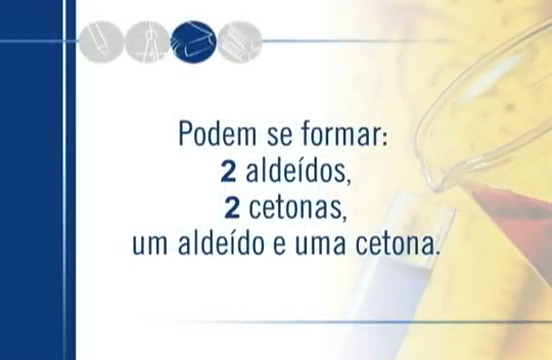 Podem se formar:
2 aldeídos,
2 cetonas,
um aldeído e uma cetona.